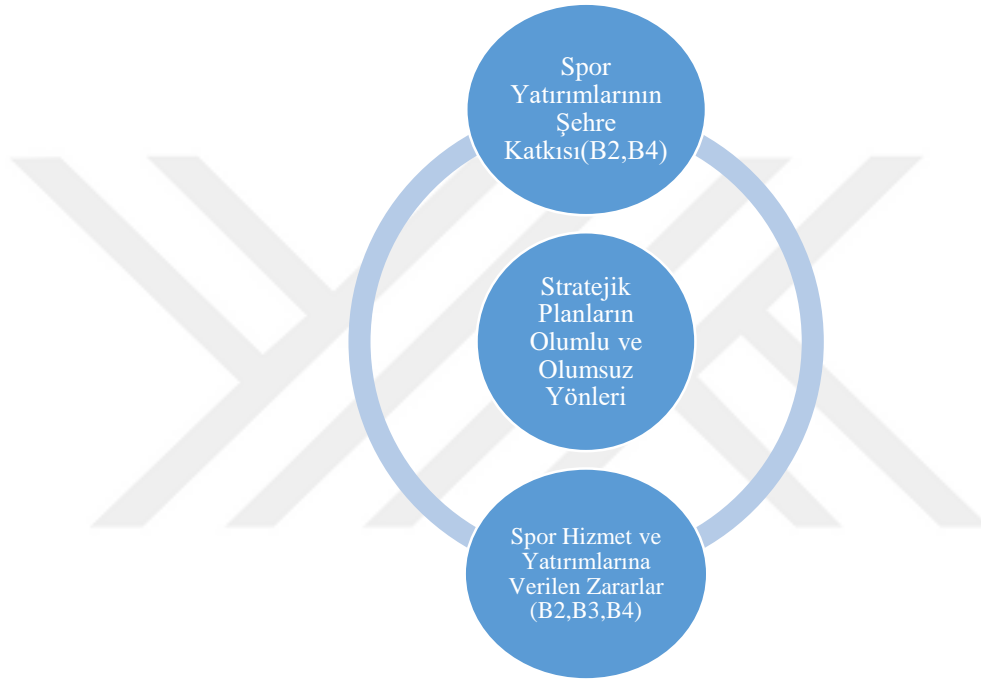 Spor
Yatırımlarının
Şehre
Katkısı(B2,B4)
Stratejik
Planların
Olumlu ve
Olumsuz
Yönleri
Spor Hizmet ve
Yatırımlarına
Verilen Zararlar
(B2,B3,B4)